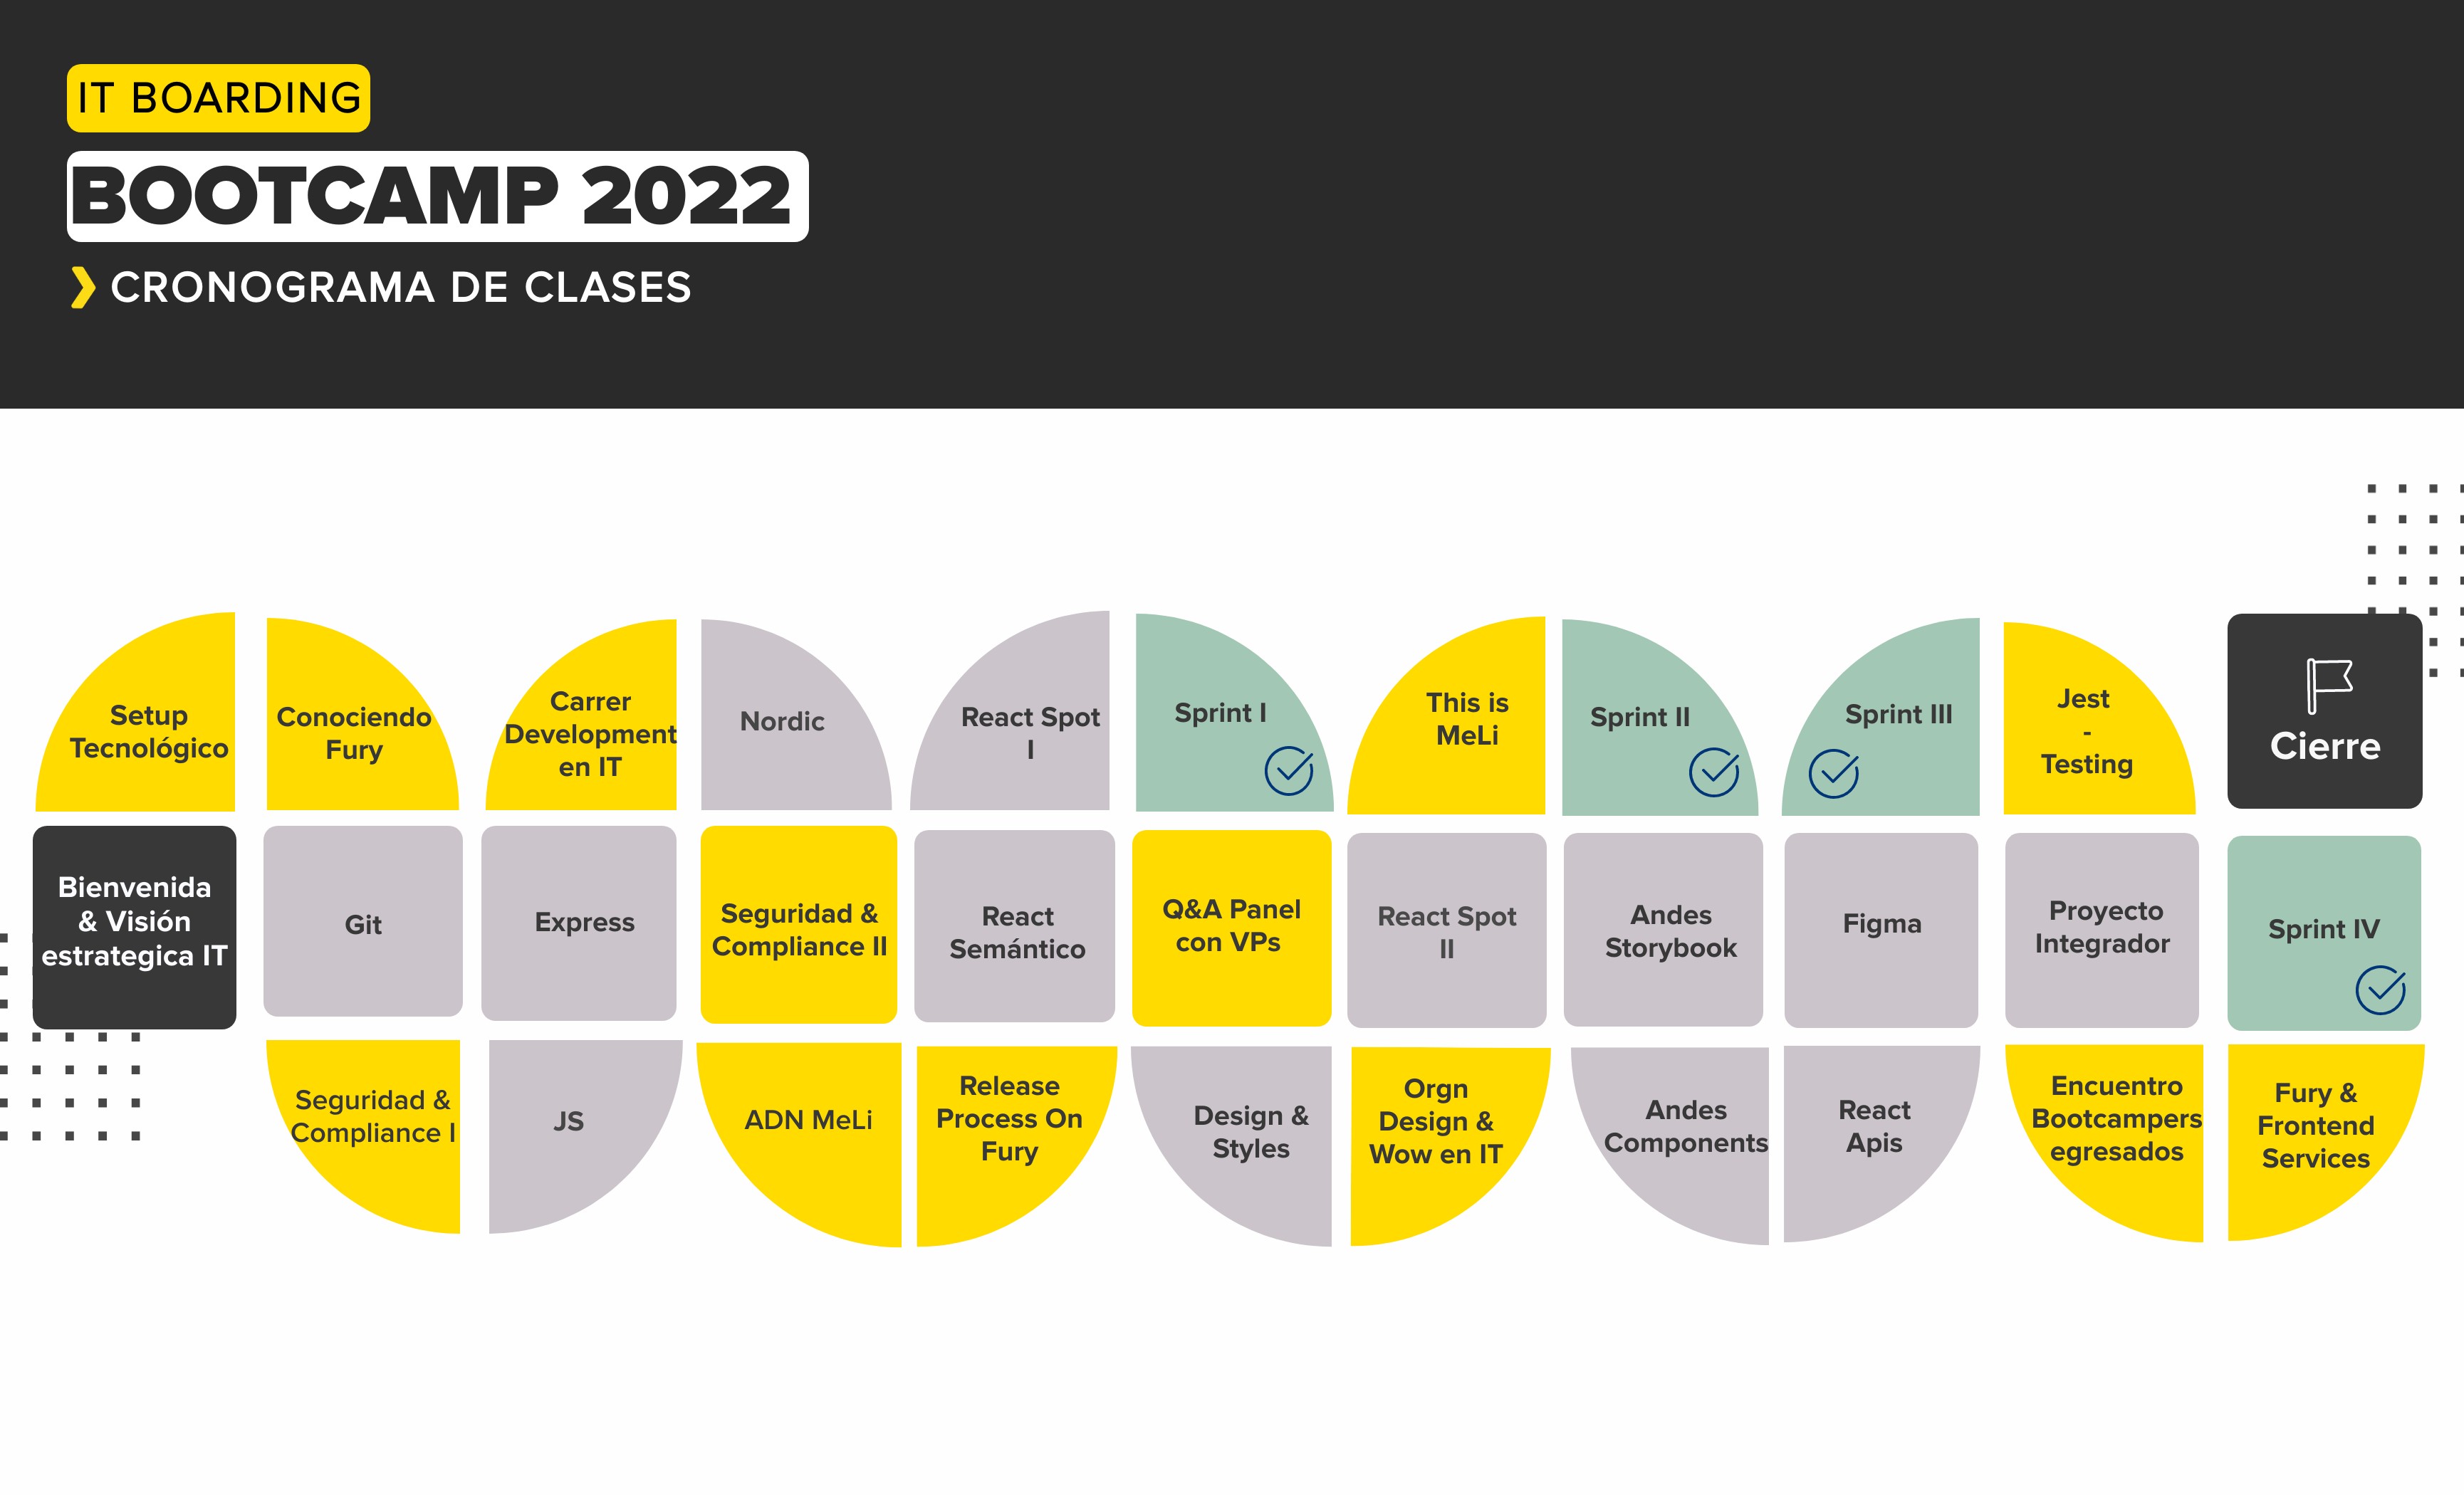 IT BOARDING
BOOTCAMP 2022
CRONOGRAMA DE CLASES
Setup
Tecnológico
Conociendo
Fury
Carrer
Development
en IT
Nordic
React Spot
I
Sprint I
This is
MeLi
Sprint II
Sprint III
Jest
-
Testing
Cierre
Bienvenida
& Visión
estrategica IT
Git
Express
Seguridad &
Compliance II
React
Semántico
Q&A Panel
con VPs
React Spot
II
Andes
Storybook
Figma
Proyecto
Integrador
Sprint IV
Seguridad &
Compliance I
JS
ADN MeLi
Release
Process On
Fury
Design &
Styles
Orgn
Design &
Wow en IT
Andes
Components
React
Apis
Encuentro
Bootcampers
egresados
Fury &
Frontend
Services